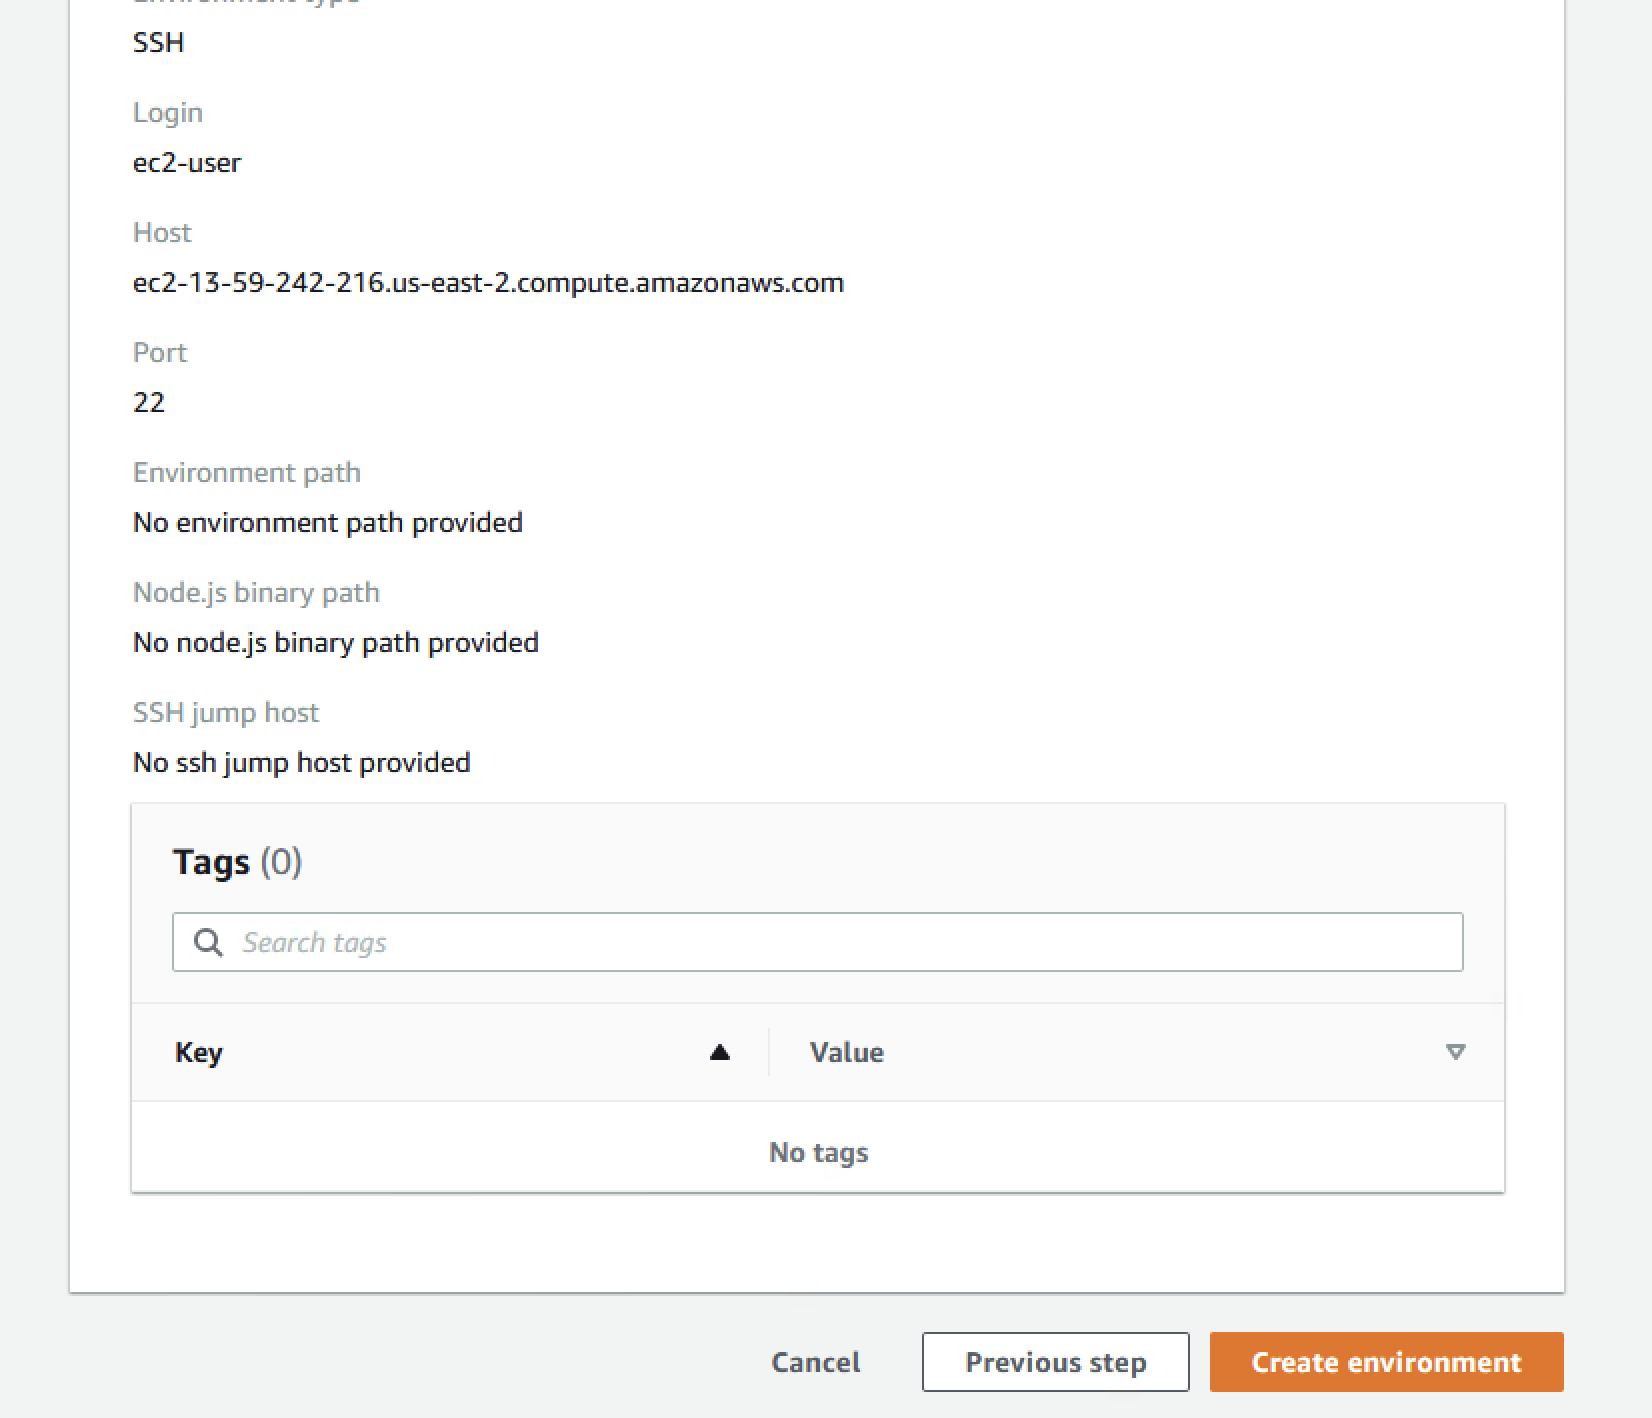 Environment type
SSH
Login
ec2-user
Host
ec2-13-59-242-216.us-east-2.compute.amazonaws.com
Port
22
Environment path
No environment path provided
Node.js binary path
No node.js binary path provided
SSH jump host
No ssh jump host provided
Tags (0)
Search tags
Key Value
No tags
Cancel Previous step Create environment